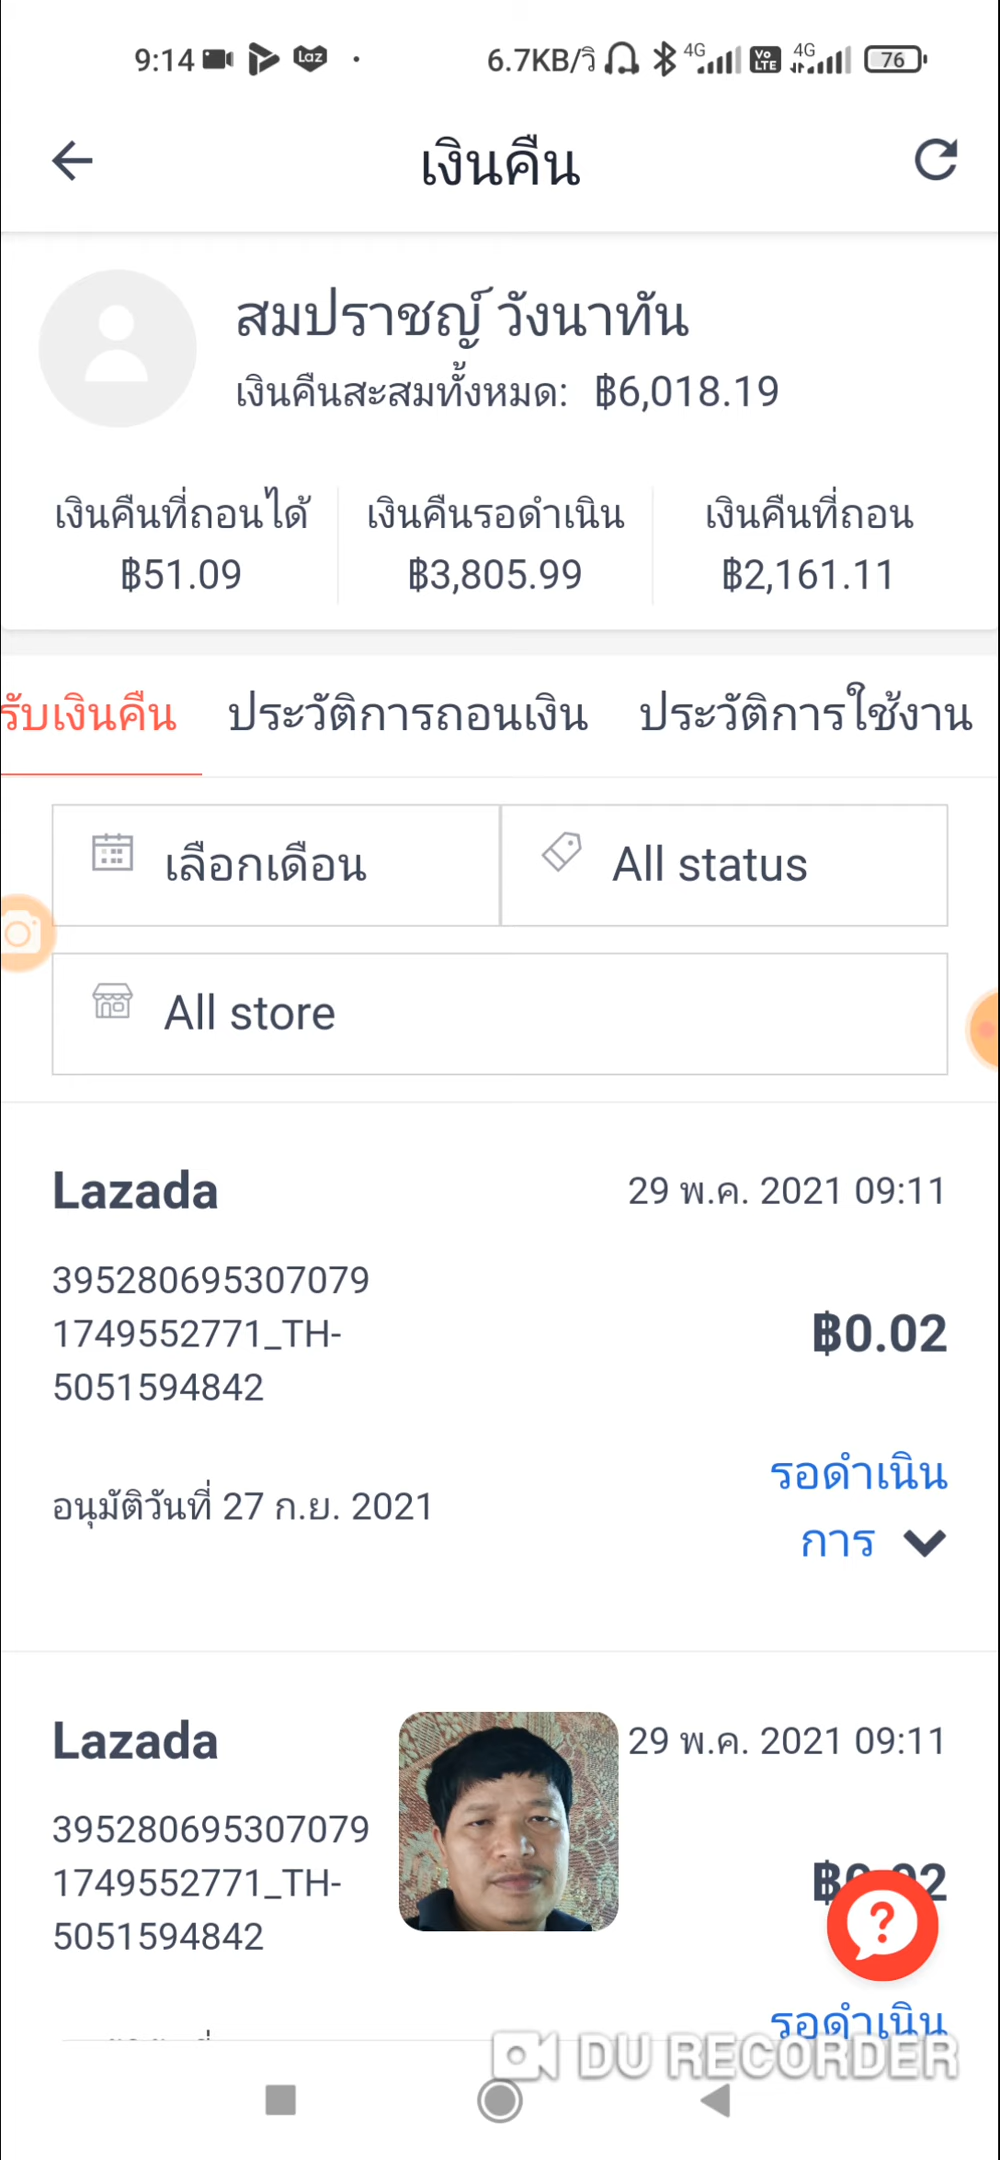 9:14 Laz 6.7KB/วิ 4G Vo LTE 4G 76
เงินคืน
สมปราชญ์ วังนาทัน
เงินคืนสะสมทั้งหมด: ฿6,018.19
เงินคืนที่ถอนได้ เงินคืนรอดำเนิน เงินคืนที่ถอน
฿51.09 ฿3,805.99 ฿2,161.11
รับเงินคืน ประวัติการถอนเงิน ประวัติการใช้งาน
เลือกเดือน All status
All store
Lazada 29 พ.ค. 2021 09:11
395280695307079
1749552771_TH-
5051594842
฿0.02
อนุมัติวันที่ 27 ก.ย. 2021
รอดำเนิน
การ
Lazada 29 พ.ค. 2021 09:11
395280695307079
1749552771_TH-
5051594842
รอดำเนิน
DU RECORDER